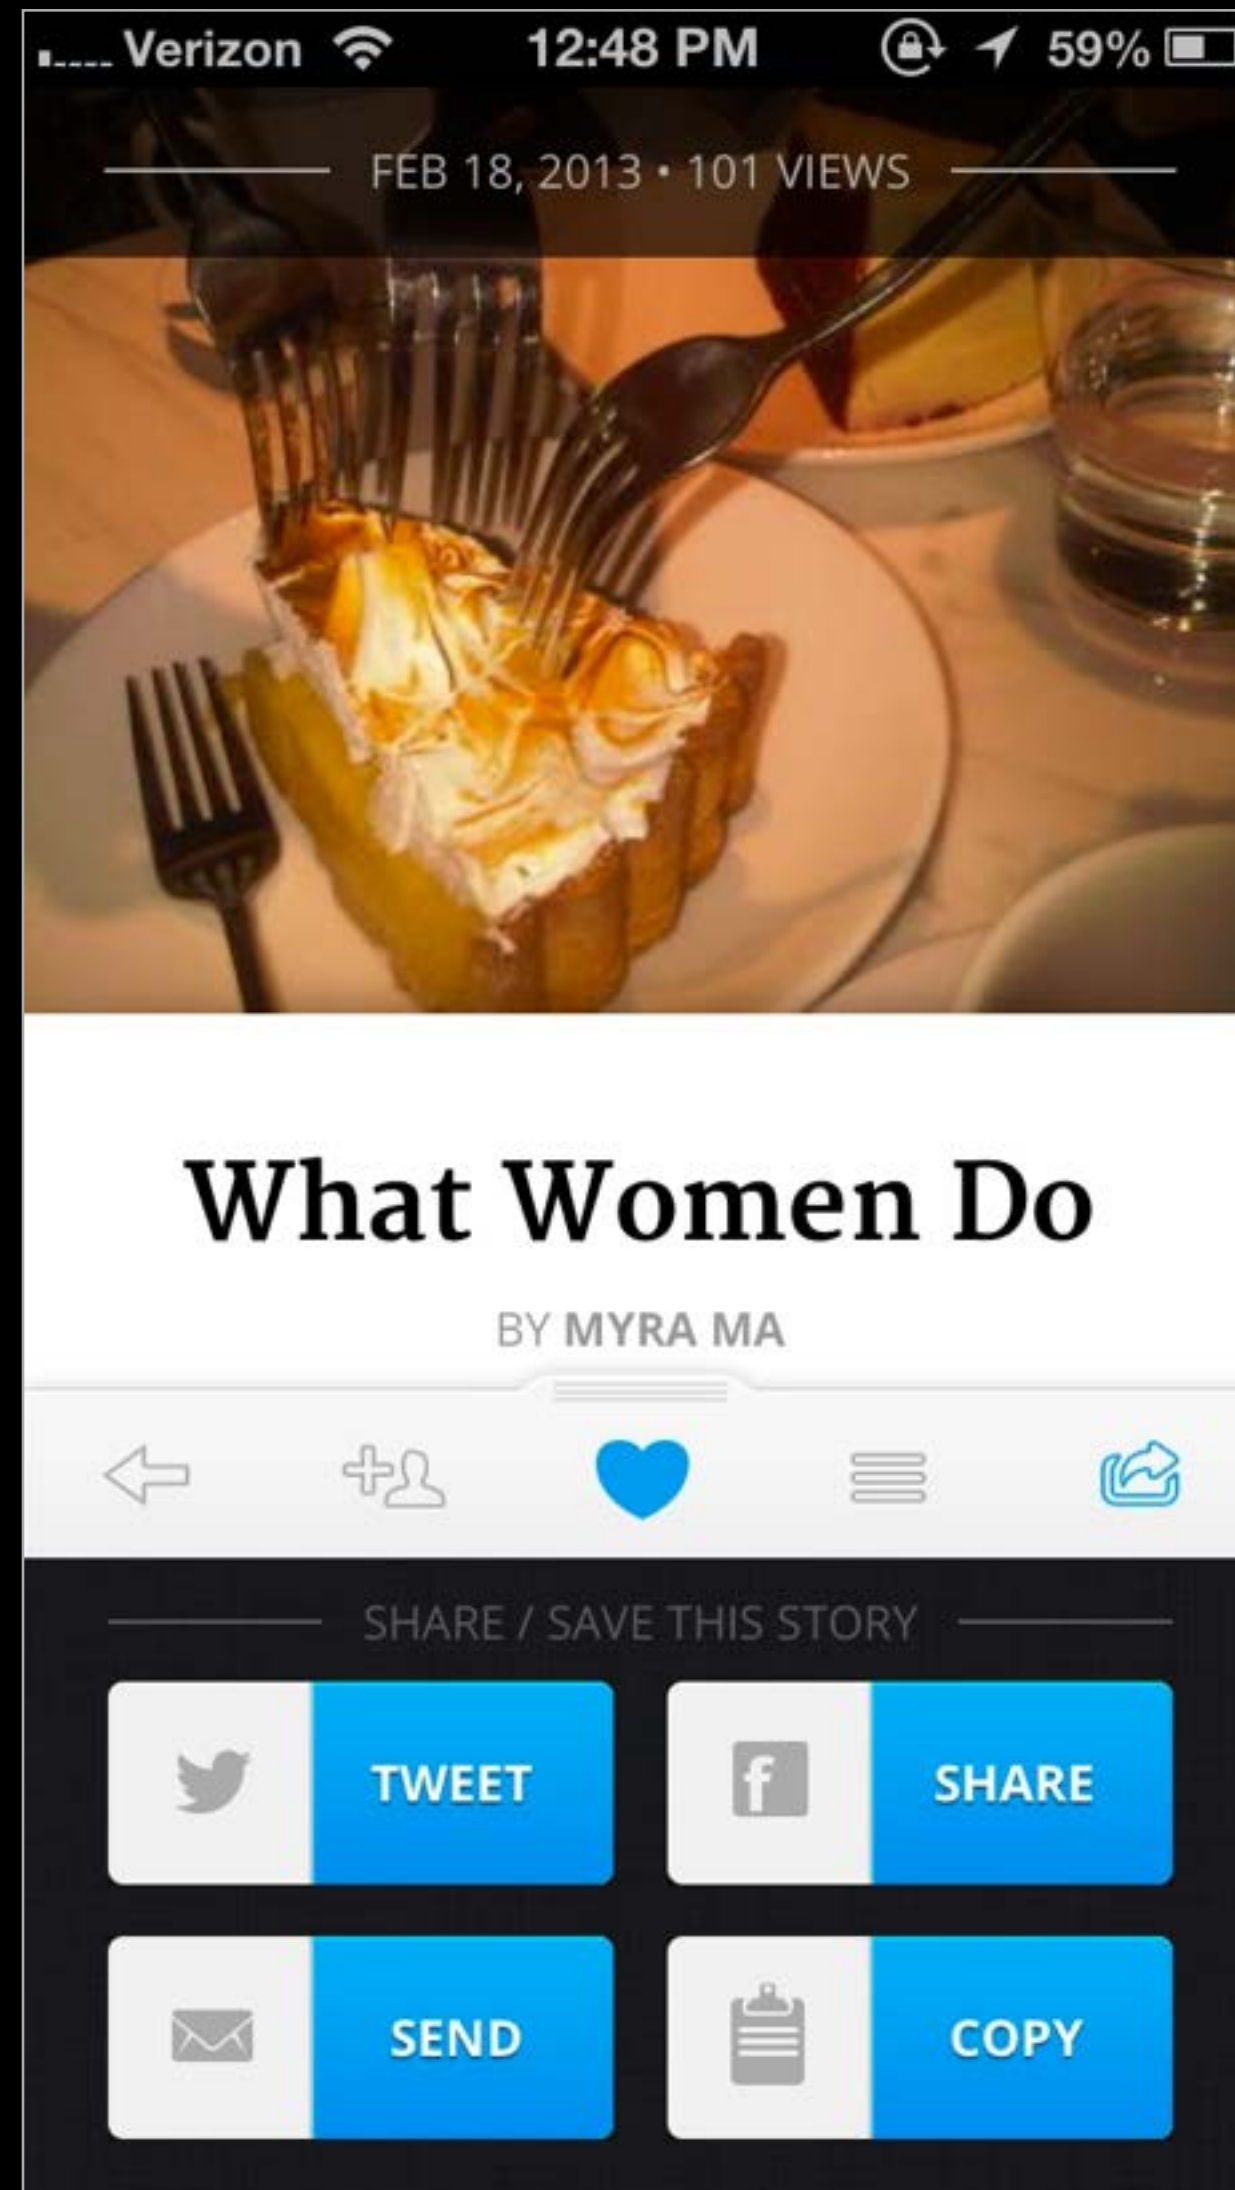 Verizon 12:48 PM 59%
FEB 18, 2013 • 101 VIEWS
What Women Do
BY MYRA MA
SHARE / SAVE THIS STORY
TWEET SHARE
SEND COPY